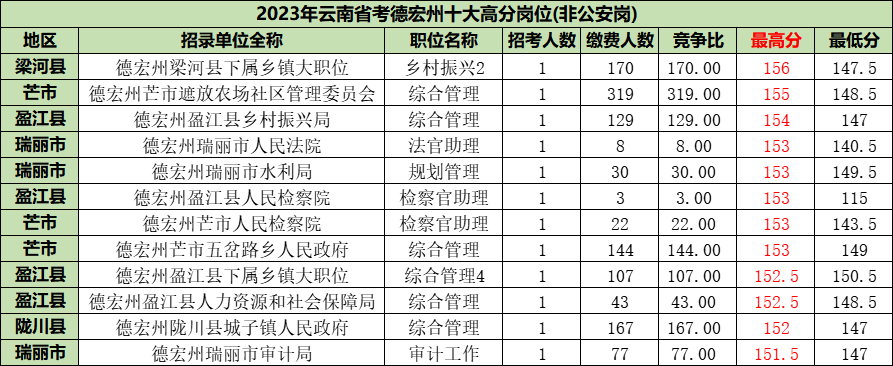 2023年云南省考德宏州十大高分岗位(非公安岗)
地区 招录单位全称 职位名称 招考人数 缴费人数 竞争比 最高分 最低分
梁河县 德宏州梁河县下属乡镇大职位 乡村振兴2 1 170 170.00 156 147.5
芒市 德宏州芒市遮放农场社区管理委员会 综合管理 1 319 319.00 155 148.5
盈江县 德宏州盈江县乡村振兴局 综合管理 1 129 129.00 154 147
瑞丽市 德宏州瑞丽市人民法院 法官助理 1 8 8.00 153 140.5
瑞丽市 德宏州瑞丽市水利局 规划管理 1 30 30.00 153 149.5
盈江县 德宏州盈江县人民检察院 检察官助理 1 3 3.00 153 115
芒市 德宏州芒市人民检察院 检察官助理 1 22 22.00 153 143.5
芒市 德宏州芒市五岔路乡人民政府 综合管理 1 144 144.00 153 149
盈江县 德宏州盈江县下属乡镇大职位 综合管理4 1 107 107.00 152.5 150.5
盈江县 德宏州盈江县人力资源和社会保障局 综合管理 1 43 43.00 152.5 148.5
陇川县 德宏州陇川县城子镇人民政府 综合管理 1 167 167.00 152 147
瑞丽市 德宏州瑞丽市审计局 审计工作 1 77 77.00 151.5 147